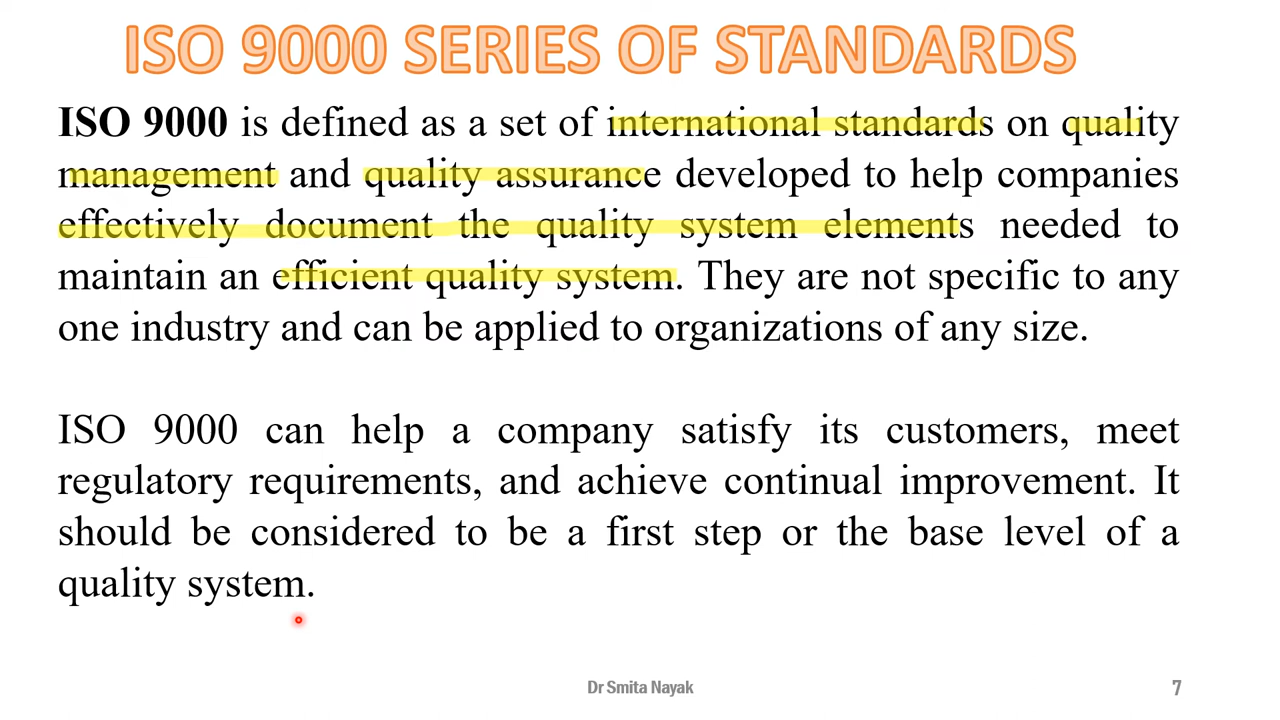 ISO 9000 SERIES OF STANDARDS
ISO 9000 is defined as a set of international standards on quality
management and quality assurance developed to help companies
effectively document the quality system elements needed to
maintain an efficient quality system. They are not specific to any
one industry and can be applied to organizations of any size.
ISO 9000 can help a company satisfy its customers, meet
regulatory requirements, and achieve continual improvement. It
should be considered to be a first step or the base level of a
quality system.
Dr Smita Nayak
7